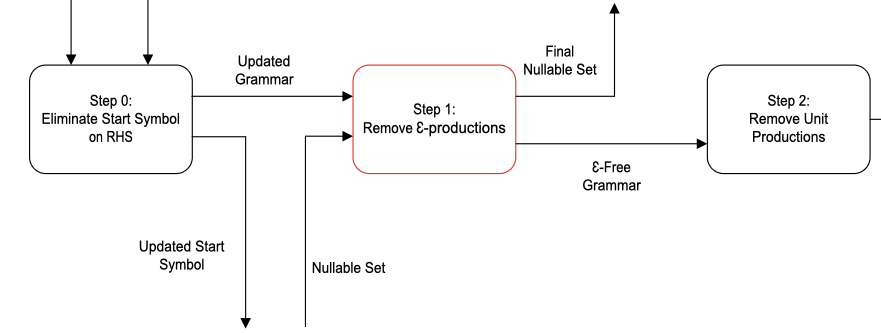 Updated
Grammar
Final
Nullable Set
Step 0:
Eliminate Start Symbol
on RHS
Step 1:
Remove Ɛ-productions
Step 2:
Remove Unit
Productions
Ɛ-Free
Grammar
Updated Start
Symbol
Nullable Set